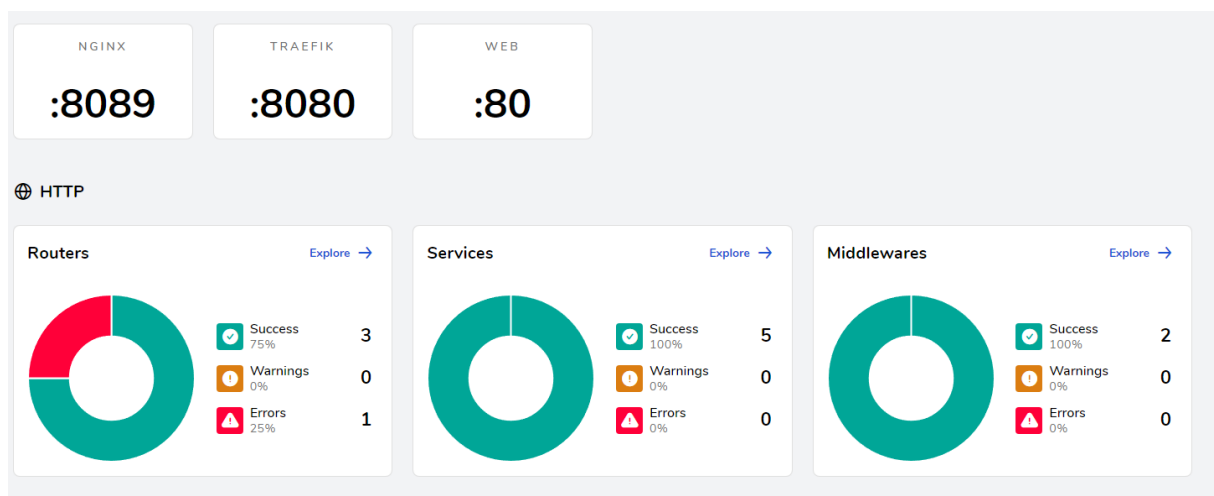 NGINX
:8089
TRAEFIK
:8080
WEB
:80
HTTP
Routers
Explore →
Success
75%
3
Warnings
0%
0
Errors
25%
1
Services
Explore →
Success
100%
5
Warnings
0%
0
Errors
0%
0
Middlewares
Explore →
Success
100%
2
Warnings
0%
0
Errors
0%
0